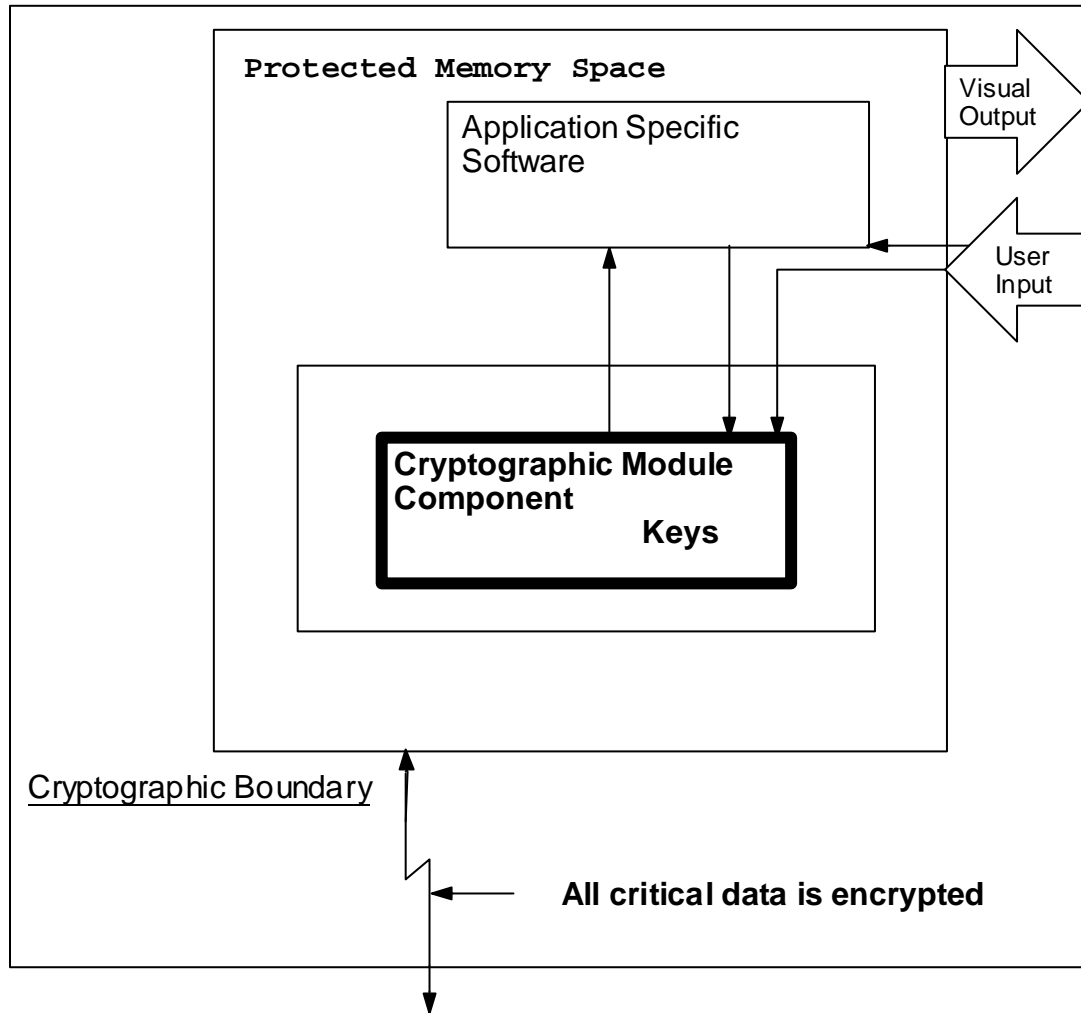 Protected Memory Space
Visual
Output
Application Specific
Software
User
Input
Cryptographic Module
Component
Keys
Cryptographic Boundary
All critical data is encrypted